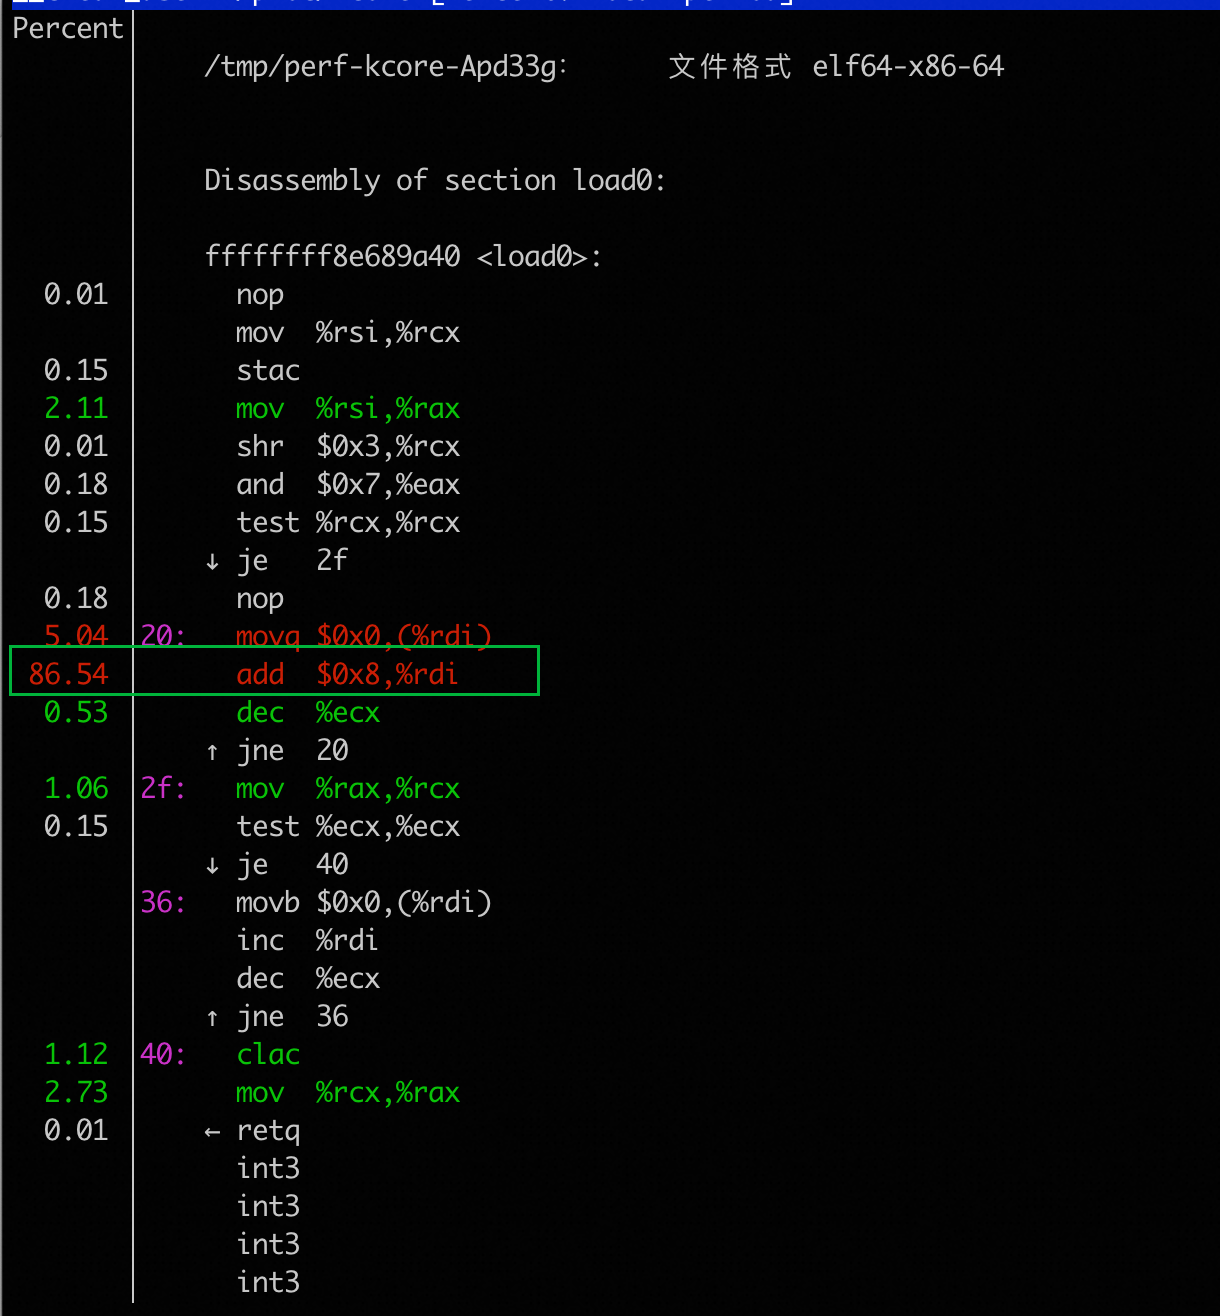 Percent
/tmp/perf-kcore-Apd33g: 文件格式 elf64-x86-64
Disassembly of section load0:
ffffffff8e689a40 <load0>:
0.01 nop
mov %rsi,%rcx
0.15 stac
2.11 mov %rsi,%rax
0.01 shr $0x3,%rcx
0.18 and $0x7,%eax
0.15 test %rcx,%rcx
↓ je 2f
0.18 nop
5.04 20: movq $0x0,(%rdi)
86.54 add $0x8,%rdi
0.53 dec %ecx
↑ jne 20
1.06 2f: mov %rax,%rcx
0.15 test %ecx,%ecx
↓ je 40
36: movb $0x0,(%rdi)
inc %rdi
dec %ecx
↑ jne 36
1.12 40: clac
2.73 mov %rcx,%rax
0.01 ← retq
int3
int3
int3
int3